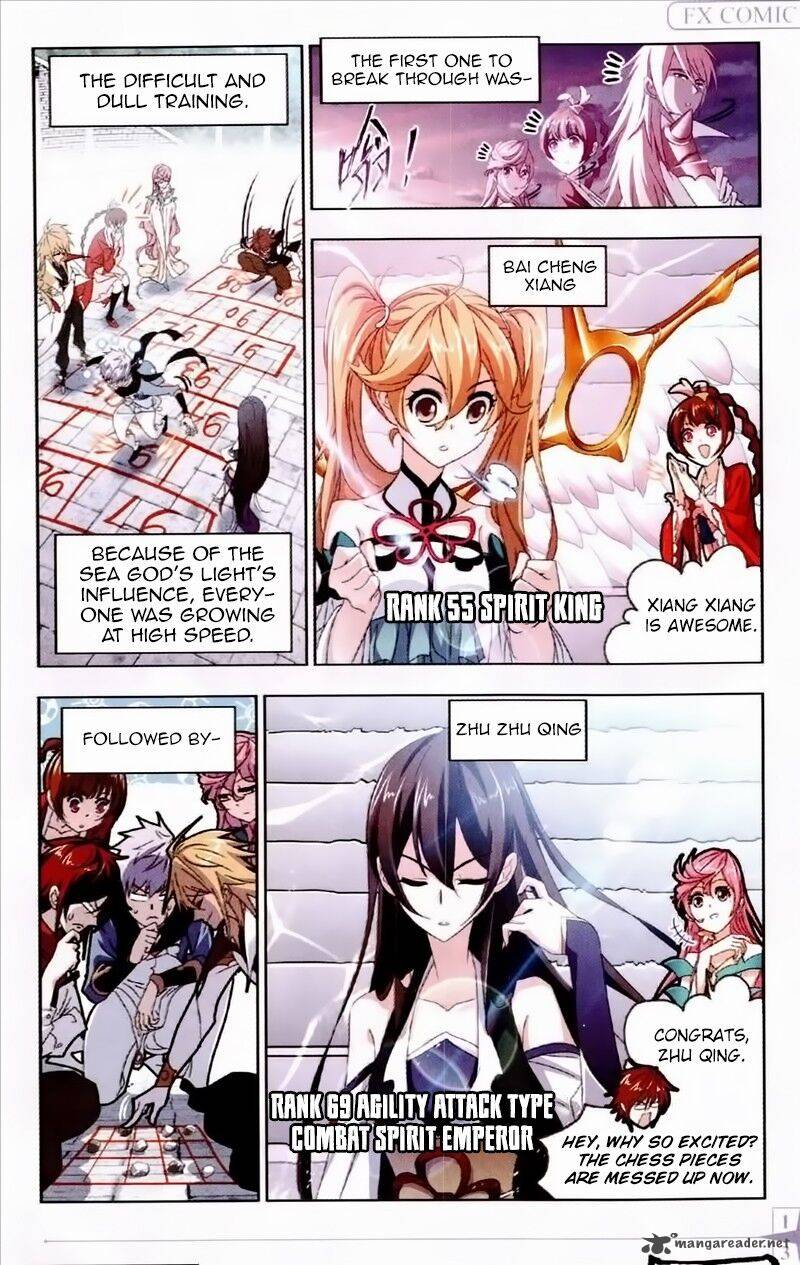 FX COMIC
THE DIFFICULT AND
DULL TRAINING.
BECAUSE OF THE
SEA GOD'S LIGHT'S
INFLUENCE, EVERY-
ONE WAS GROWING
AT HIGH SPEED.
THE FIRST ONE TO
BREAK THROUGH WAS-
BAI CHENG
XIANG
RANK 55 SPIRIT KING
XIANG XIANG
IS AWESOME.
FOLLOWED BY-
ZHU ZHU QING
CONGRATS,
ZHU QING.
RANK 69 AGILITY ATTACK TYPE
COMBAT SPIRIT EMPEROR
HEY, WHY SO EXCITED?
THE CHESS PIECES
ARE MESSED UP NOW.
1
3
mangareader.net